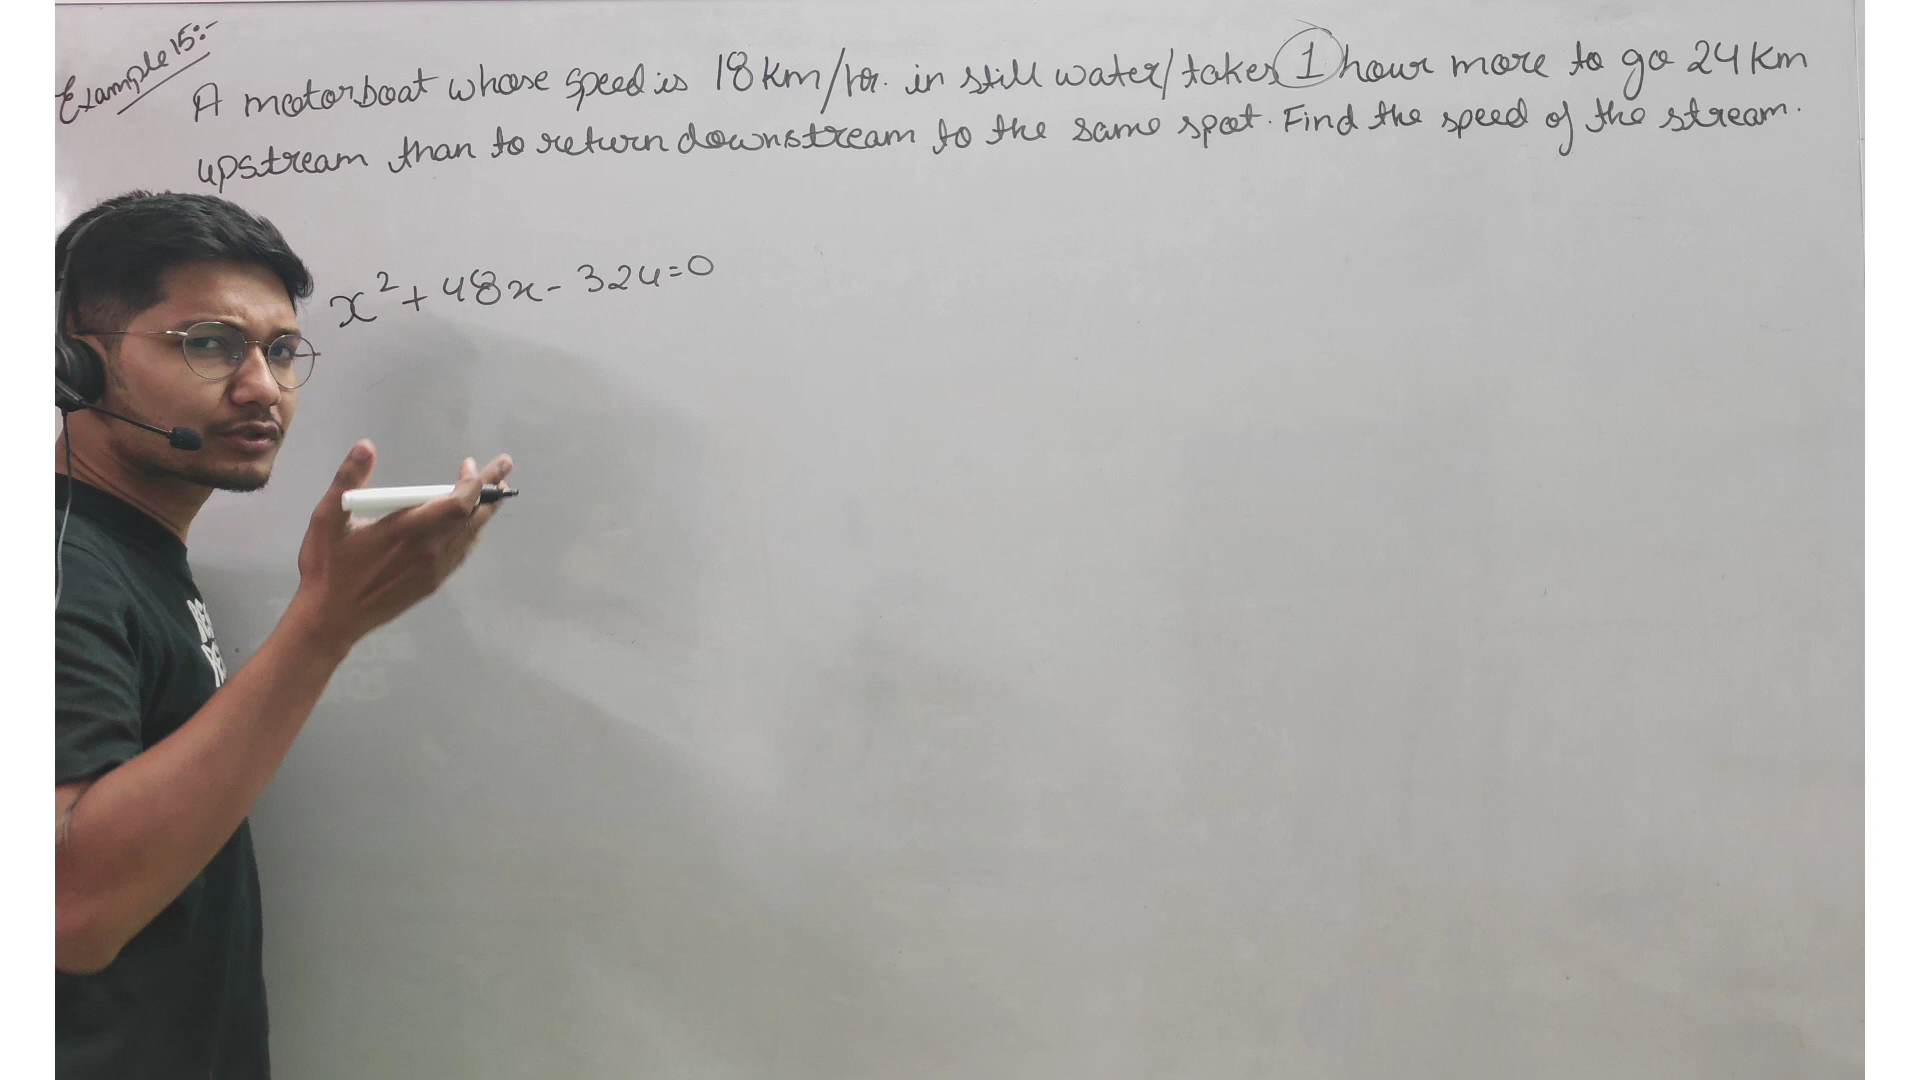 Example 15:-
A motorboat whose speed is 18 km/hr. in still water/takes 1 hour more to go 24 km
upstream than to return downstream to the same spot. Find the speed of the stream.
x² + 48x - 324 = 0